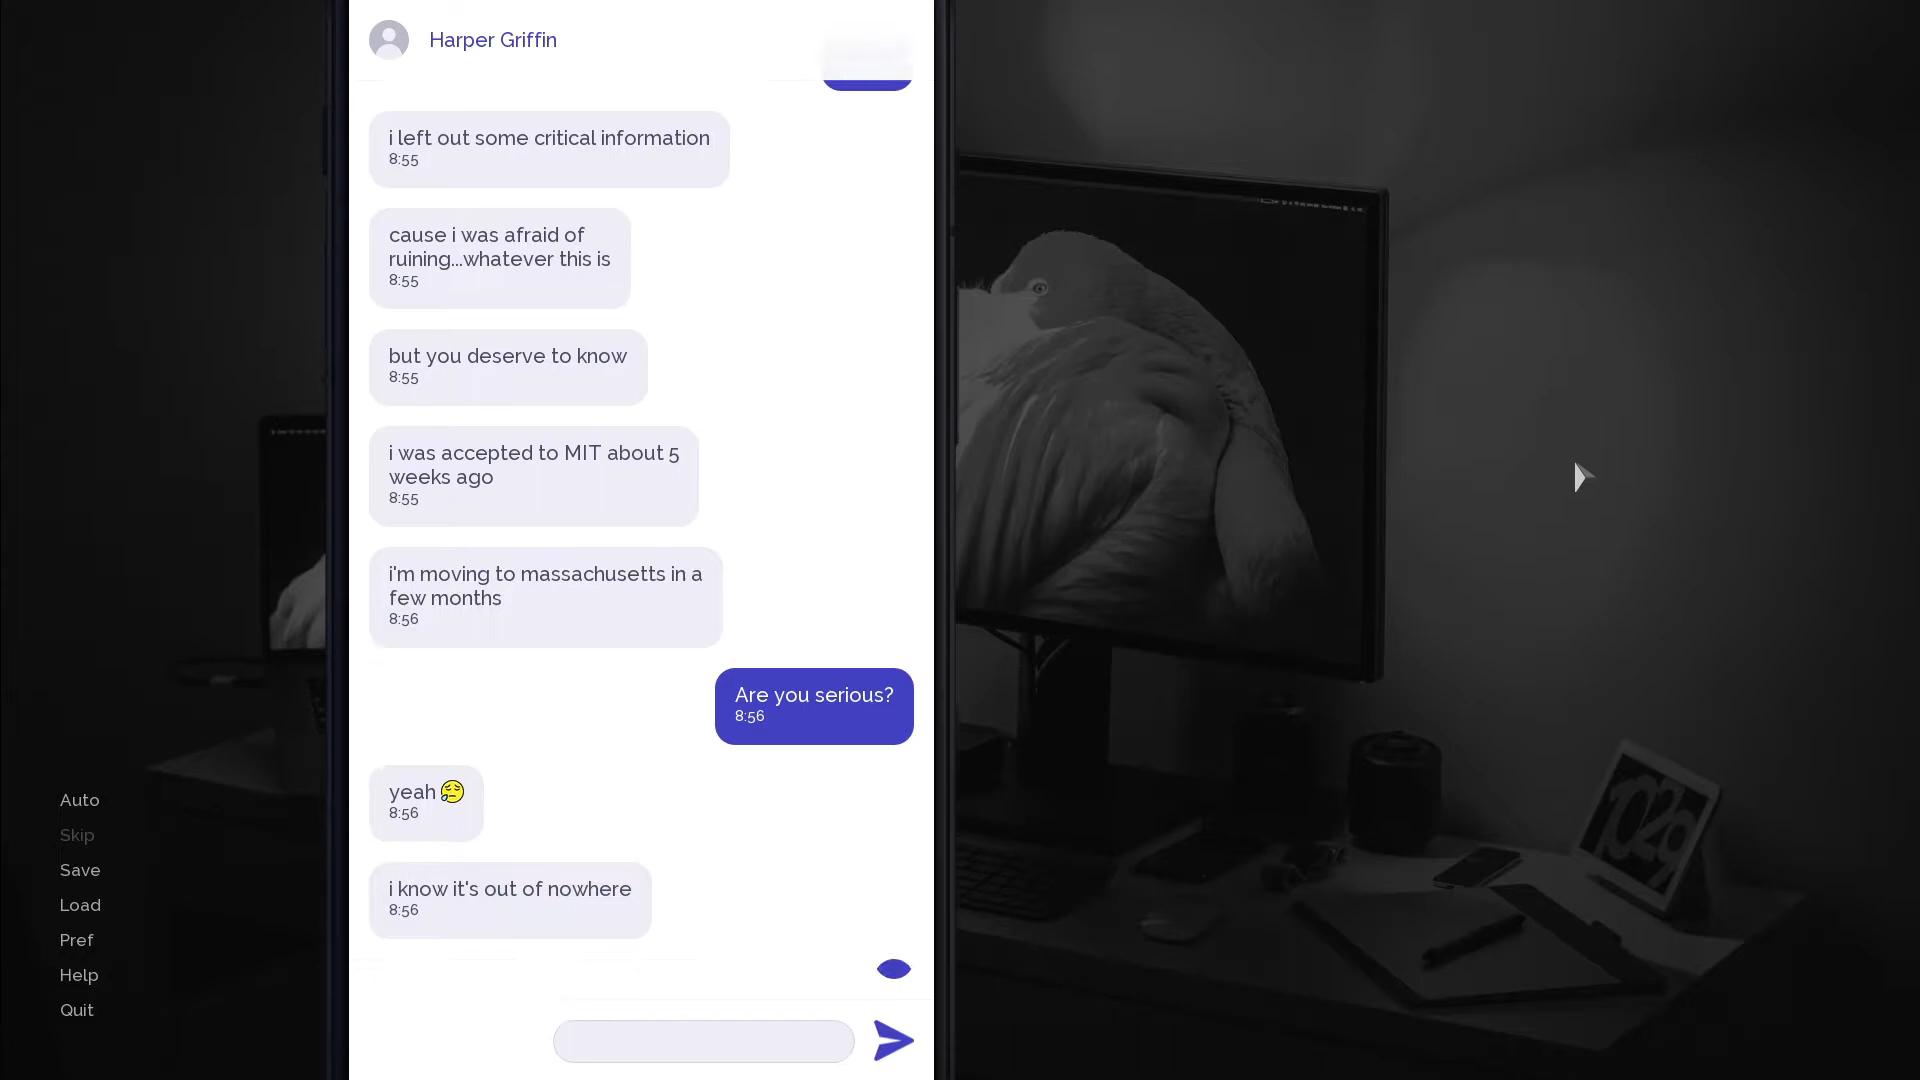 Harper Griffin
i left out some critical information
8:55
cause i was afraid of
ruining...whatever this is
8:55
but you deserve to know
8:55
i was accepted to MIT about 5
weeks ago
8:55
i'm moving to massachusetts in a
few months
8:56
Are you serious?
8:56
yeah 😥
8:56
i know it's out of nowhere
8:56
Auto
Skip
Save
Load
Pref
Help
Quit
1029